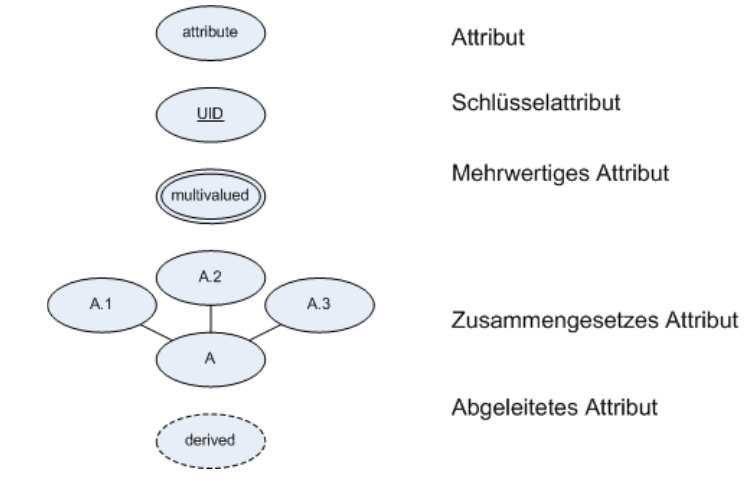 attribute
Attribut
UID
Schlüsselattribut
multivalued
Mehrwertiges Attribut
A.2
A.1
A.3
Zusammengesetzes Attribut
A
Abgeleitetes Attribut
derived